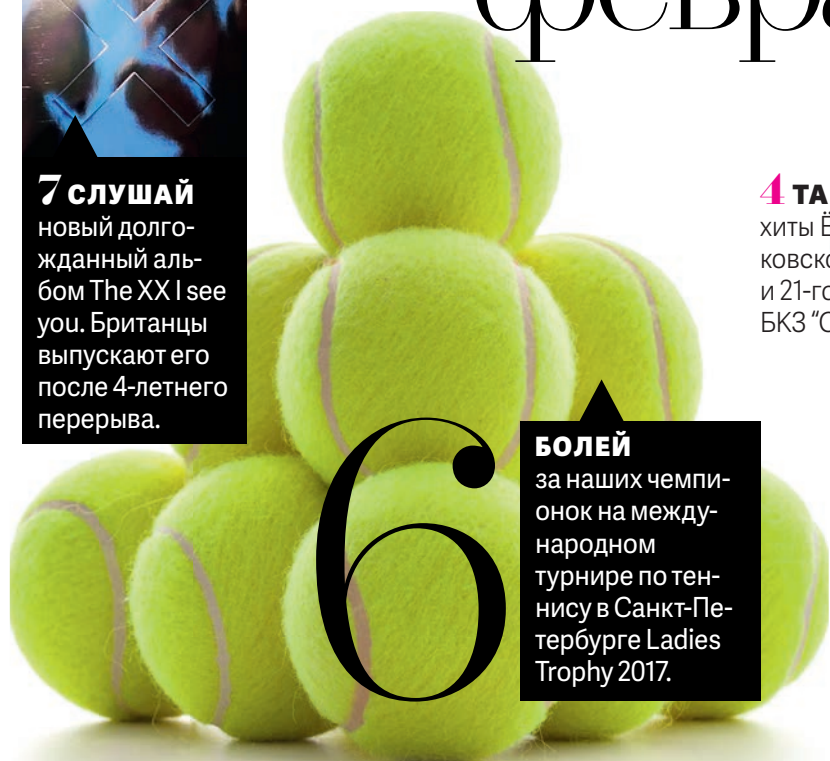 7 СЛУШАЙ
новый долго-
жданный аль-
бом The XX I see
you. Британцы
выпускают его
после 4-летнего
перерыва.
6
БОЛЕЙ
за наших чемпи-
онок на между-
народном
турнире по тен-
нису в Санкт-Пе-
тербурге Ladies
Trophy 2017.
4
хиты
и
БКЗ